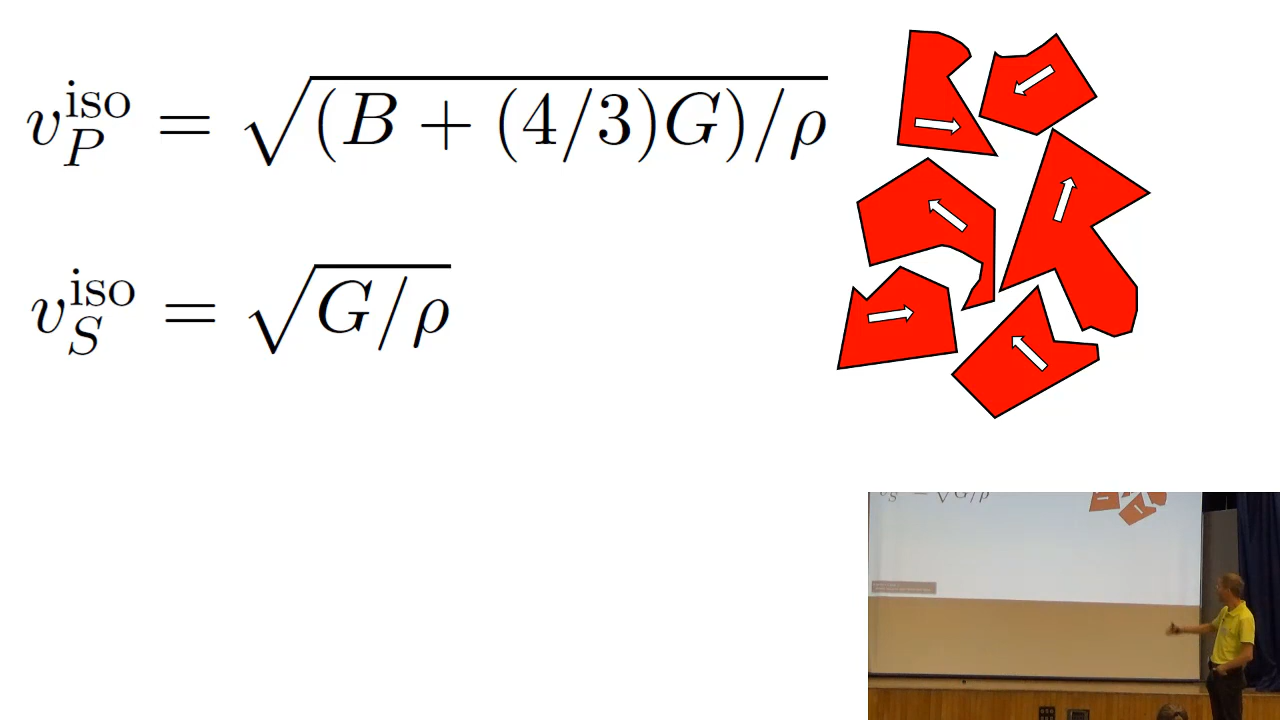 v_P^iso = √(B + (4/3)G)/ρ
v_S^iso = √G/ρ